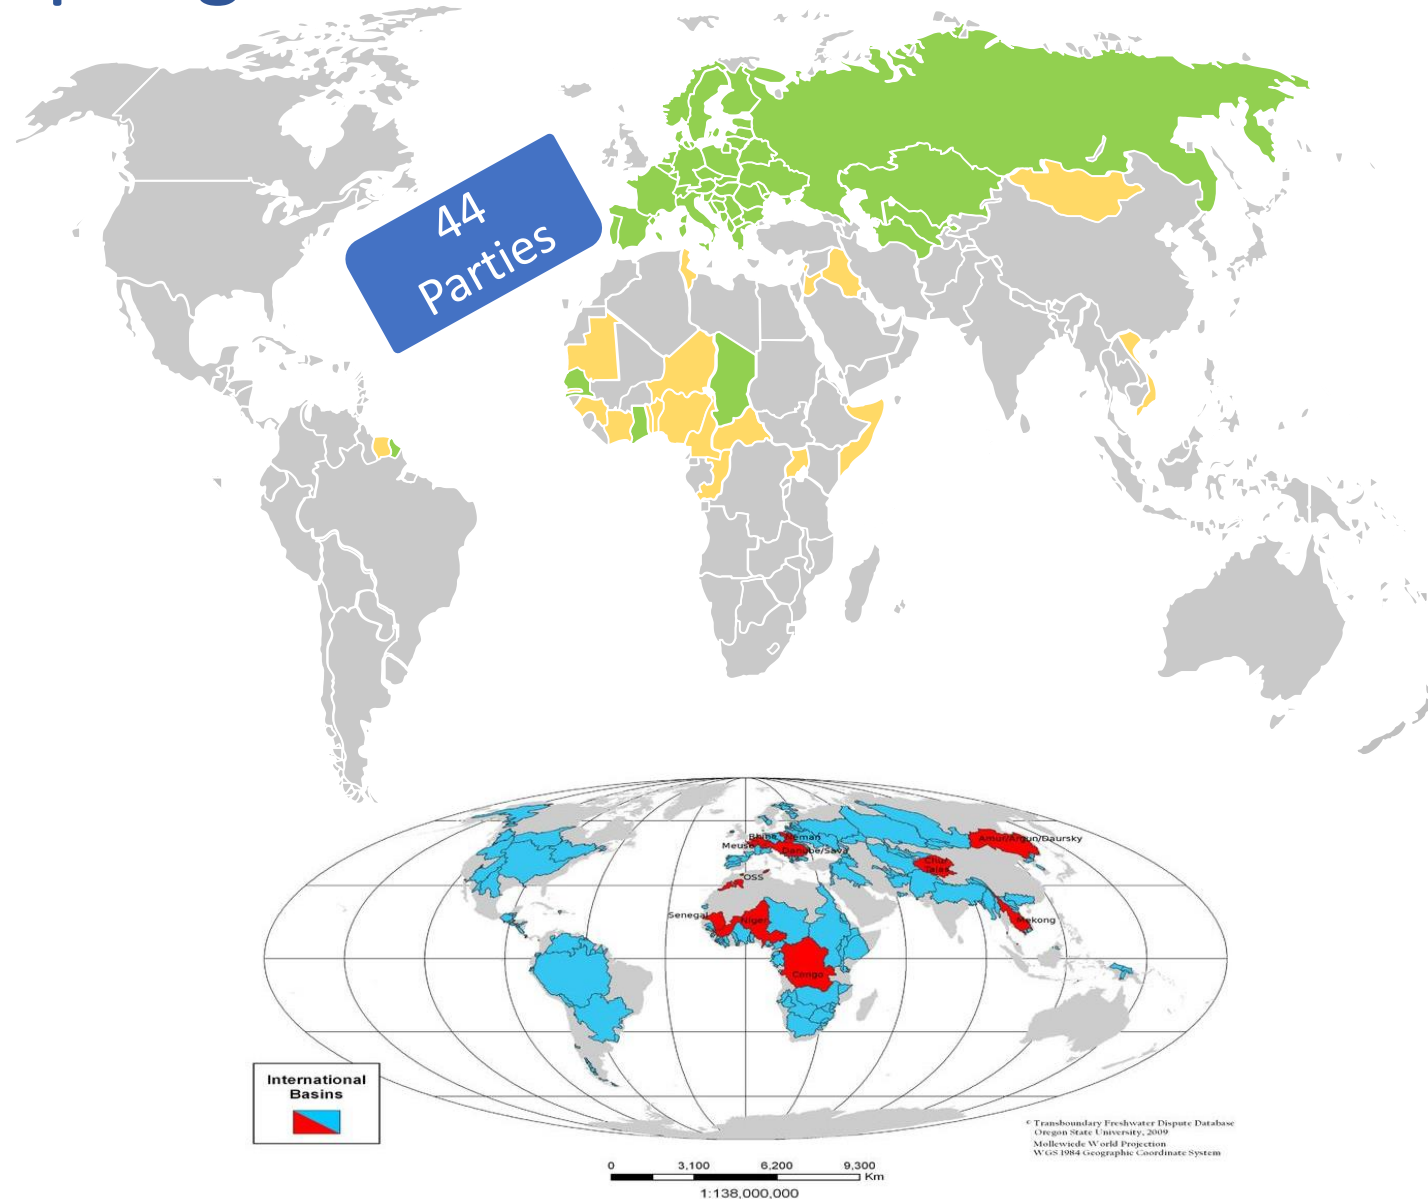 44
Parties
Rhine
Neman
Meuse
Danube/Sava
Amur/Argun/Daursky
Chu/
Talas
OSS
Senegal
Niger
Mekong
Congo
International
Basins
© Transboundary Freshwater Dispute Database
Oregon State University, 2009
Mollewiede World Projection
WGS 1984 Geographic Coordinate System
0 3,100 6,200 9,300
Km
1:138,000,000